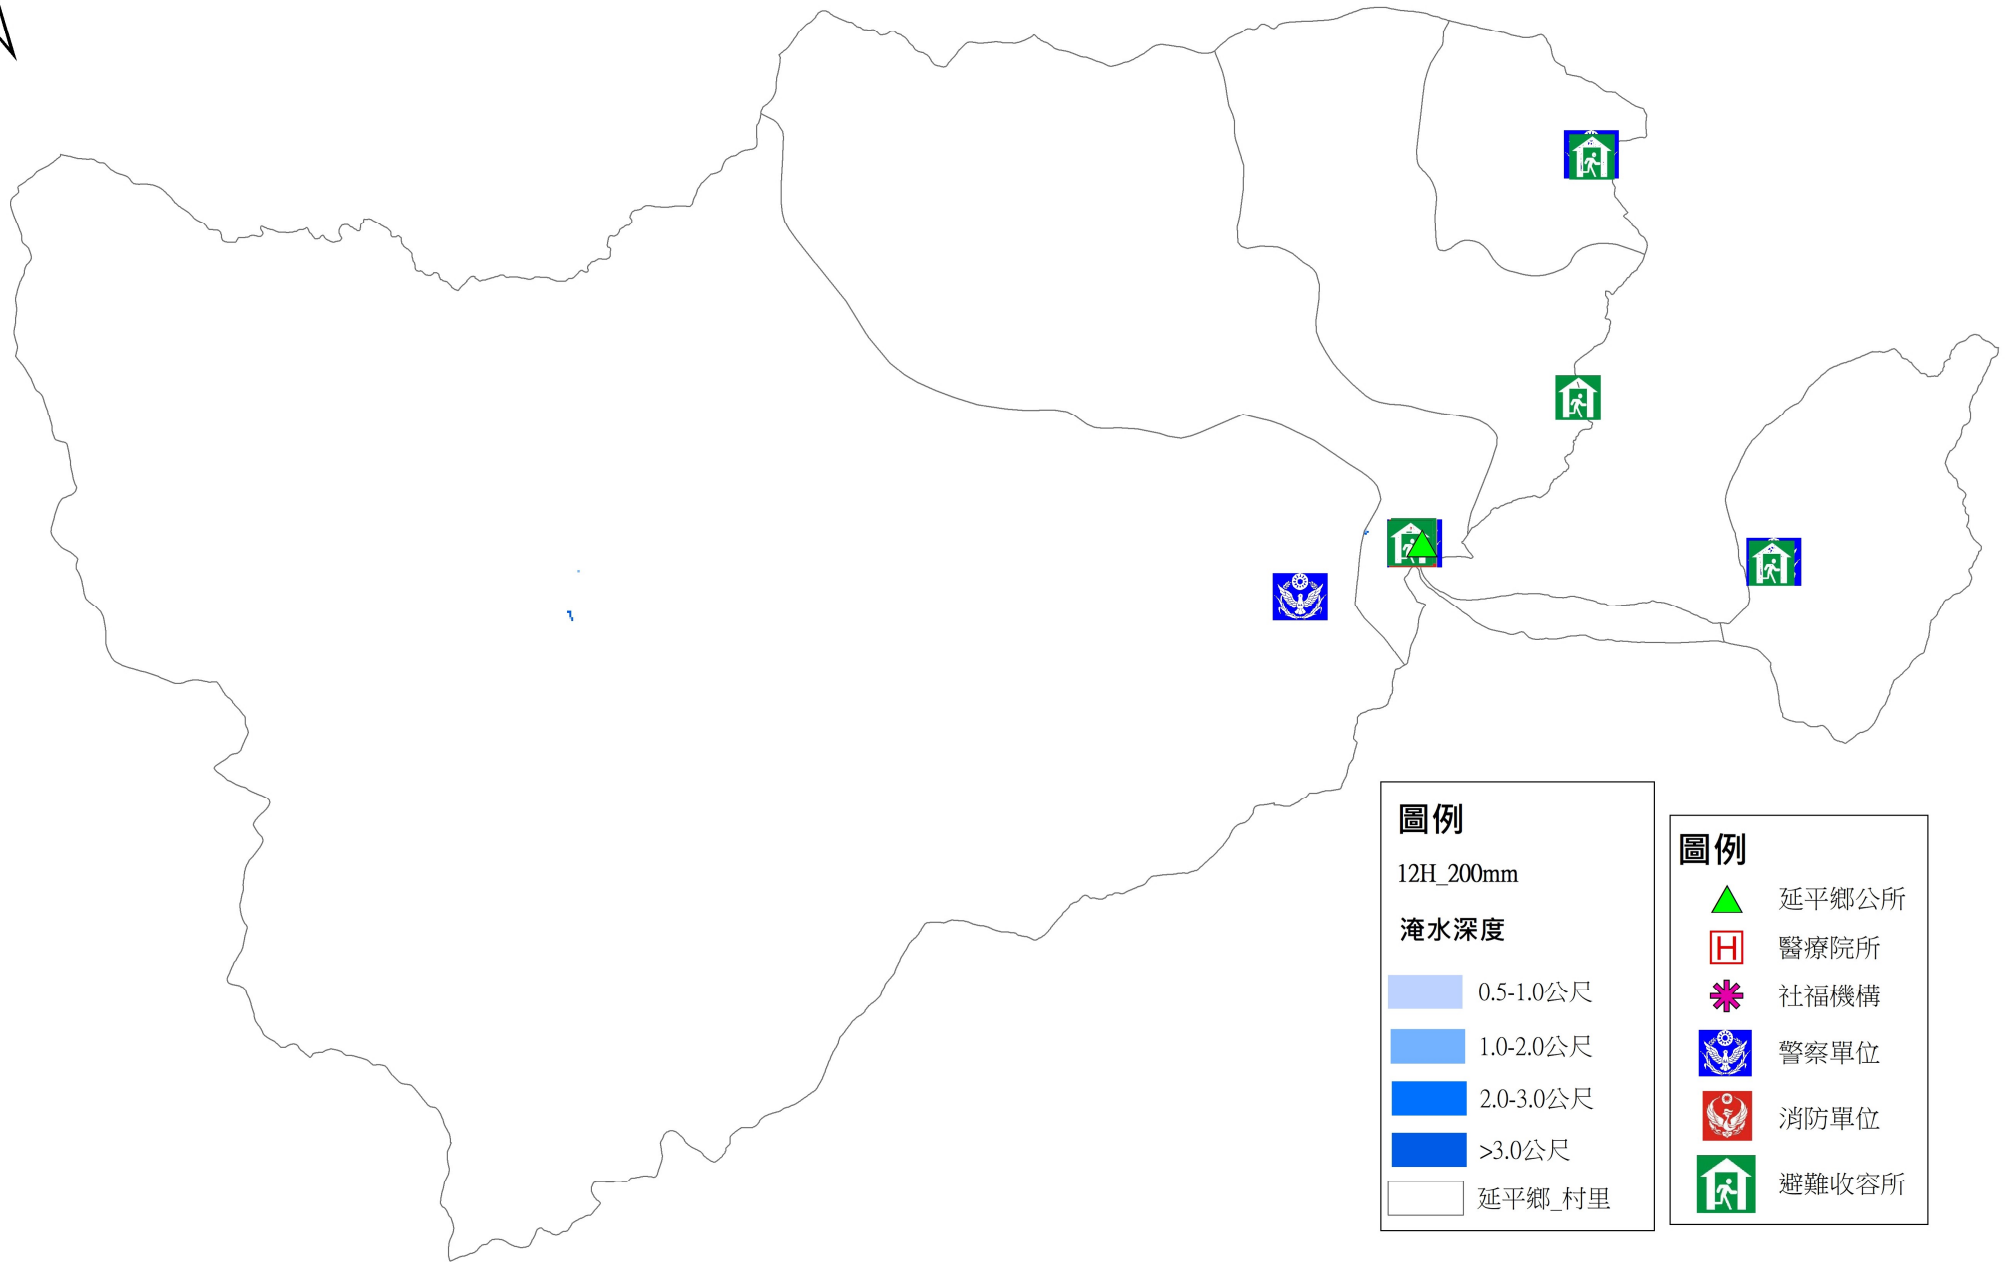 圖例
12H_200mm
淹水深度
0.5-1.0公尺
1.0-2.0公尺
2.0-3.0公尺
>3.0公尺
延平鄉_村里
圖例
延平鄉公所
H 醫療院所
社福機構
警察單位
消防單位
避難收容所